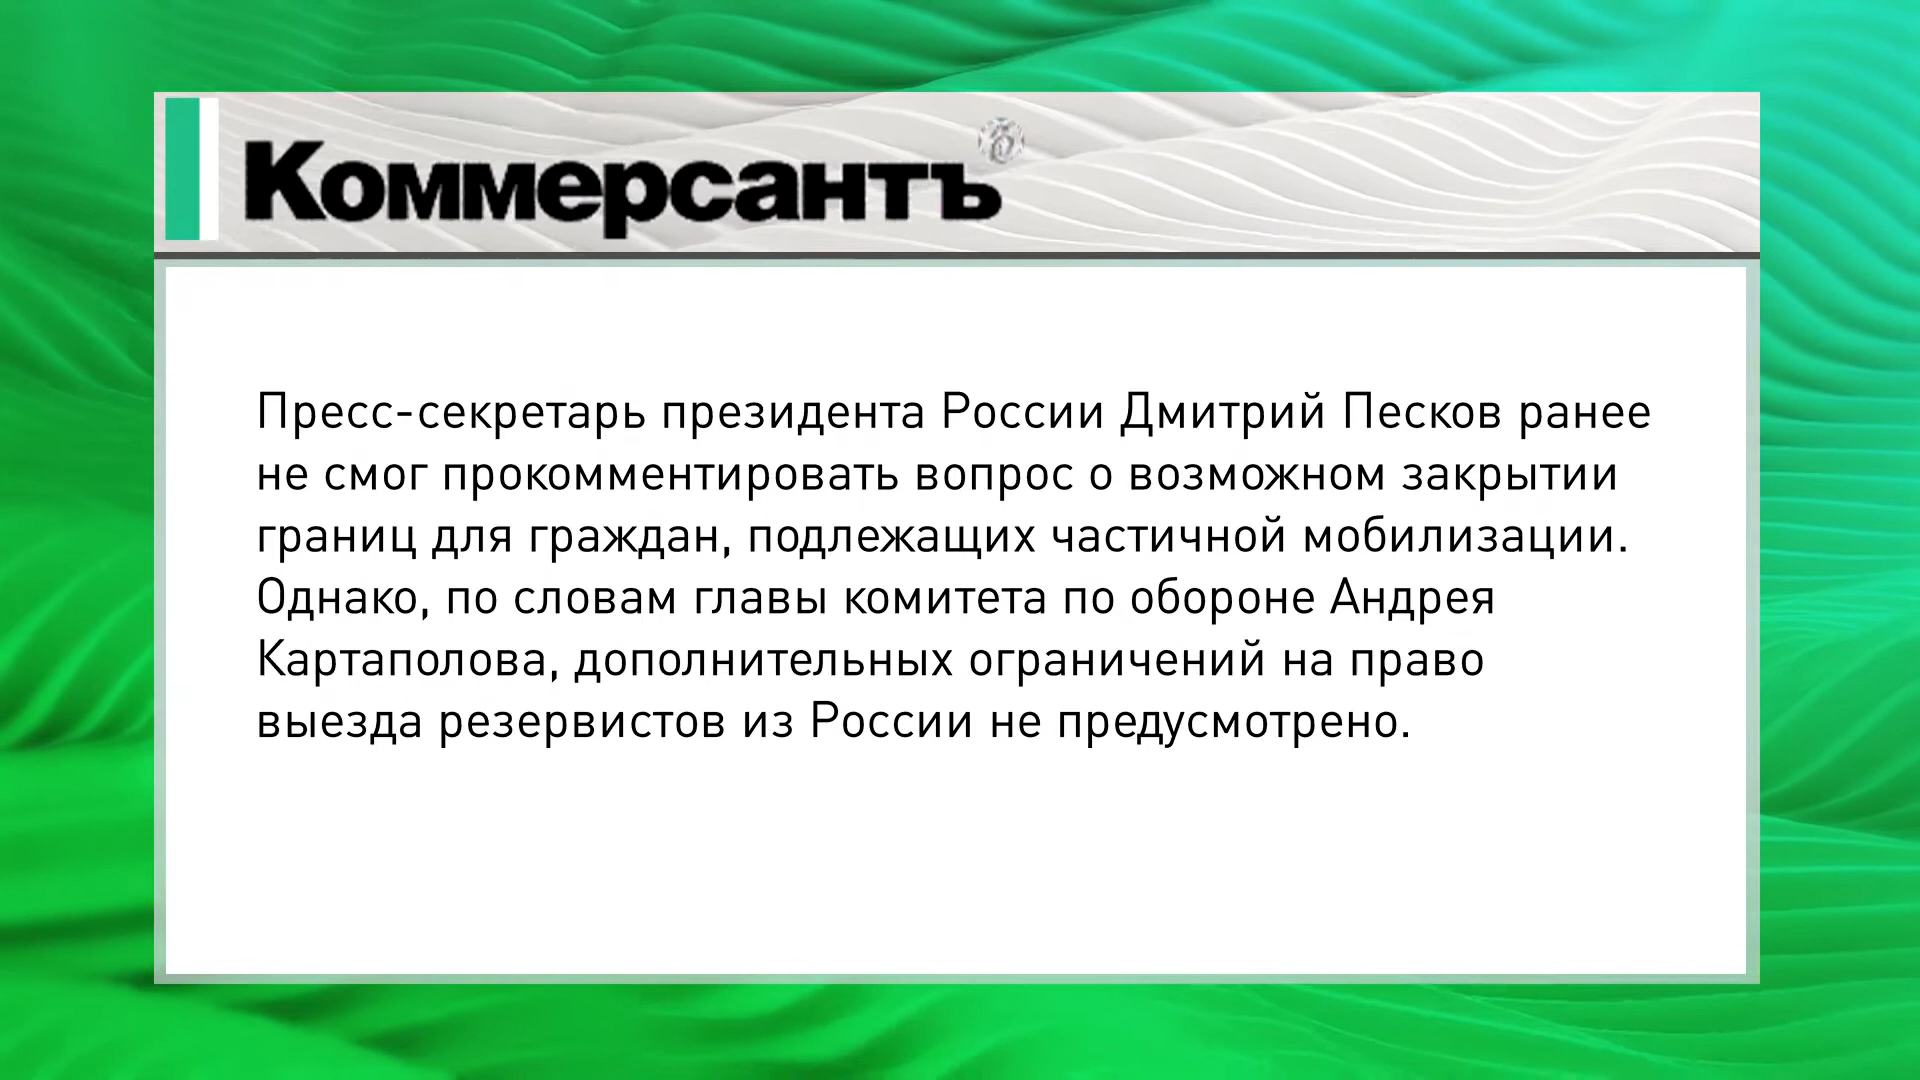 Коммерсантъ
Пресс-секретарь президента России Дмитрий Песков ранее
не смог прокомментировать вопрос о возможном закрытии
границ для граждан, подлежащих частичной мобилизации.
Однако, по словам главы комитета по обороне Андрея
Картаполова, дополнительных ограничений на право
выезда резервистов из России не предусмотрено.